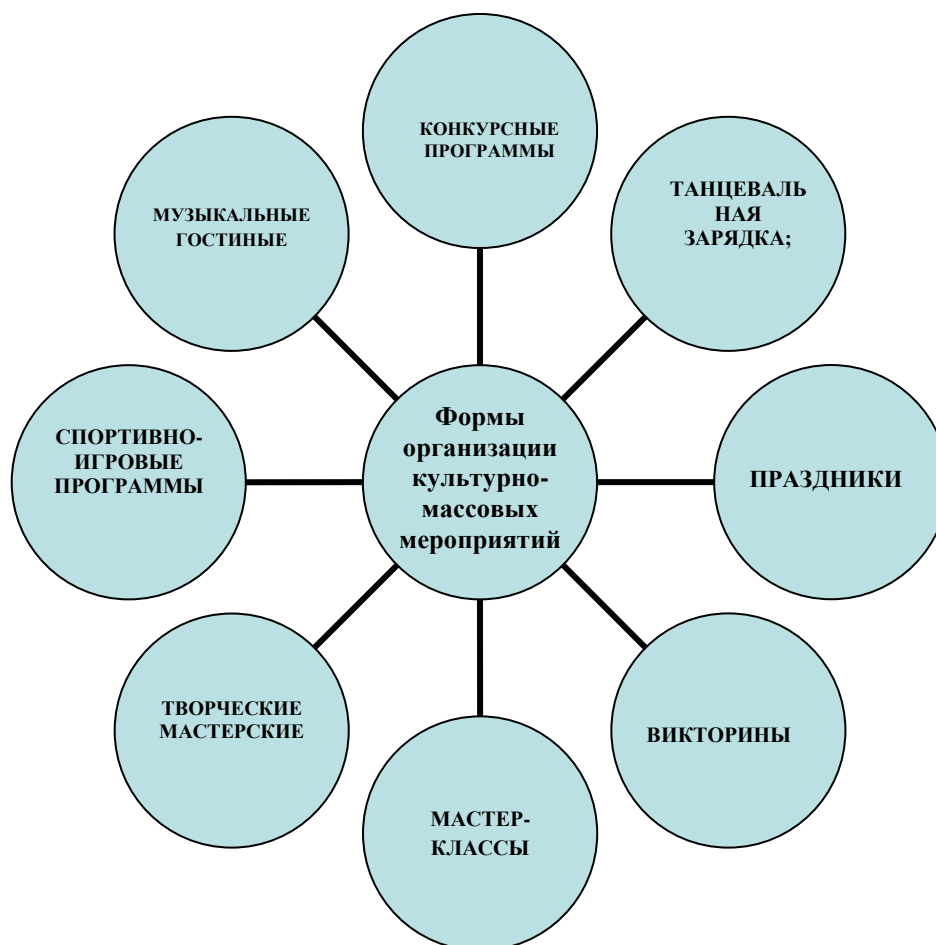 КОНКУРСНЫЕ
ПРОГРАММЫ
ТАНЦЕВАЛЬ
НАЯ
ЗАРЯДКА;
МУЗЫКАЛЬНЫЕ
ГОСТИНЫЕ
Формы
организации
культурно-
массовых
мероприятий
СПОРТИВНО-
ИГРОВЫЕ
ПРОГРАММЫ
ПРАЗДНИКИ
ТВОРЧЕСКИЕ
МАСТЕРСКИЕ
ВИКТОРИНЫ
МАСТЕР-
КЛАССЫ